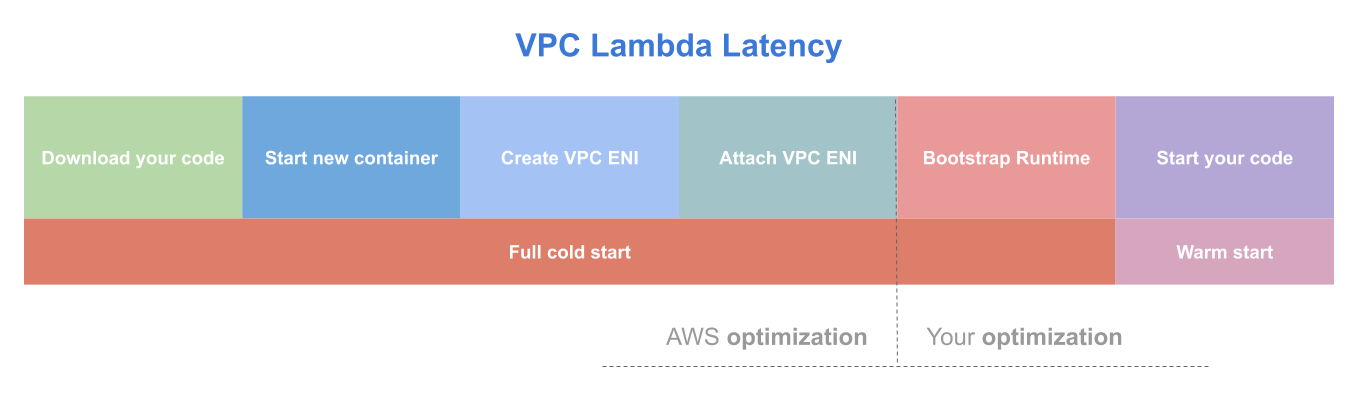 VPC Lambda Latency
Download your code
Start new container
Create VPC ENI
Attach VPC ENI
Bootstrap Runtime
Start your code
Full cold start
Warm start
AWS optimization
Your optimization